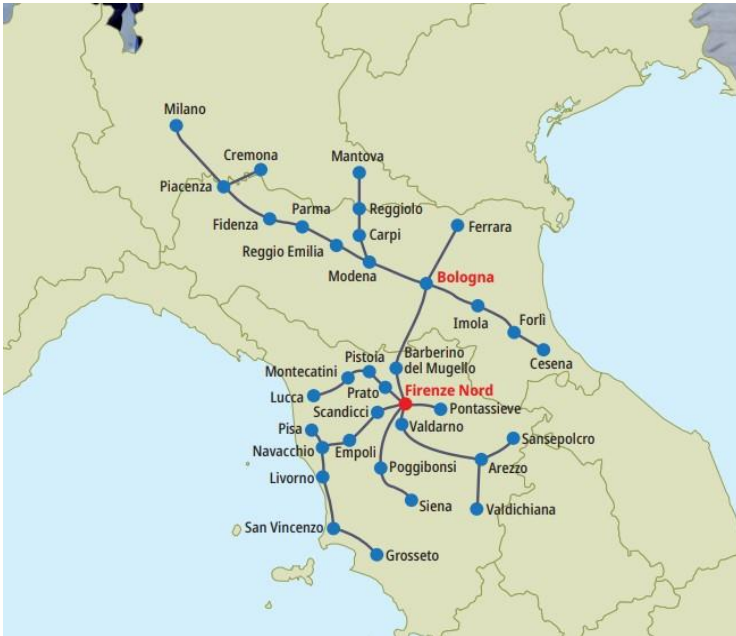 Milano
Cremona
Mantova
Piacenza
Reggiolo
Parma
Fidenza
Ferrara
Carpi
Reggio Emilia
Modena
Bologna
Forlì
Imola
Barberino
del Mugello
Cesena
Pistoia
Montecatini
Prato
Firenze Nord
Lucca
Scandicci
Pontassieve
Valdarno
Pisa
Sansepolcro
Navacchio
Empoli
Poggibonsi
Arezzo
Livorno
Siena
Valdichiana
San Vincenzo
Grosseto